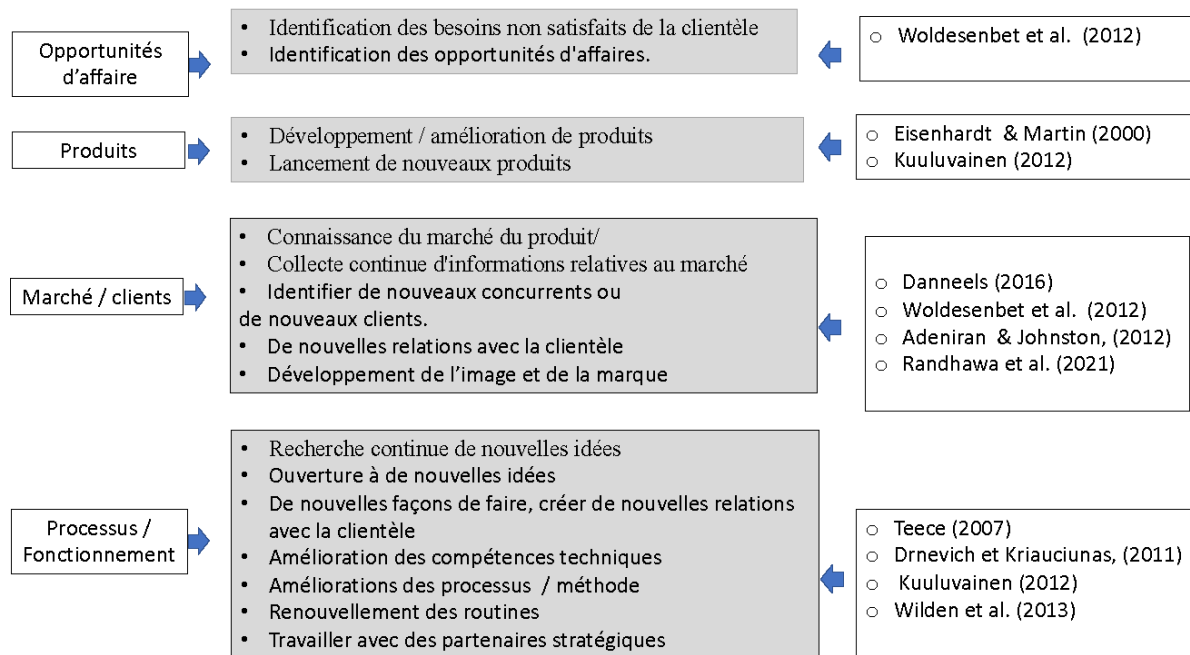 Opportunités
d'affaire
• Identification des besoins non satisfaits de la clientèle
• Identification des opportunités d'affaires.
○ Woldesenbet et al. (2012)
Produits
• Développement / amélioration de produits
• Lancement de nouveaux produits
○ Eisenhardt & Martin (2000)
○ Kuuluvainen (2012)
Marché / clients
• Connaissance du marché du produit/
• Collecte continue d'informations relatives au marché
• Identifier de nouveaux concurrents ou
de nouveaux clients.
• De nouvelles relations avec la clientèle
• Développement de l'image et de la marque
○ Danneels (2016)
○ Woldesenbet et al. (2012)
○ Adeniran & Johnston, (2012)
○ Randhawa et al. (2021)
Processus /
Fonctionnement
• Recherche continue de nouvelles idées
• Ouverture à de nouvelles idées
• De nouvelles façons de faire, créer de nouvelles relations
avec la clientèle
• Amélioration des compétences techniques
• Améliorations des processus / méthode
• Renouvellement des routines
• Travailler avec des partenaires stratégiques
○ Teece (2007)
○ Drnevich et Kriauciunas, (2011)
○ Kuuluvainen (2012)
○ Wilden et al. (2013)